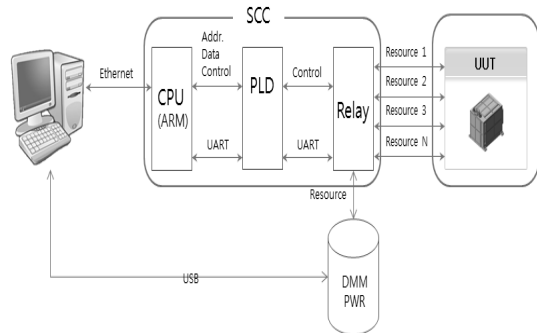 SCC
Ethernet
CPU
(ARM)
Addr.
Data
Control
UART
PLD
Control
UART
Relay
Resource 1
Resource 2
Resource 3
Resource N
UUT
Resource
USB
DMM
PWR